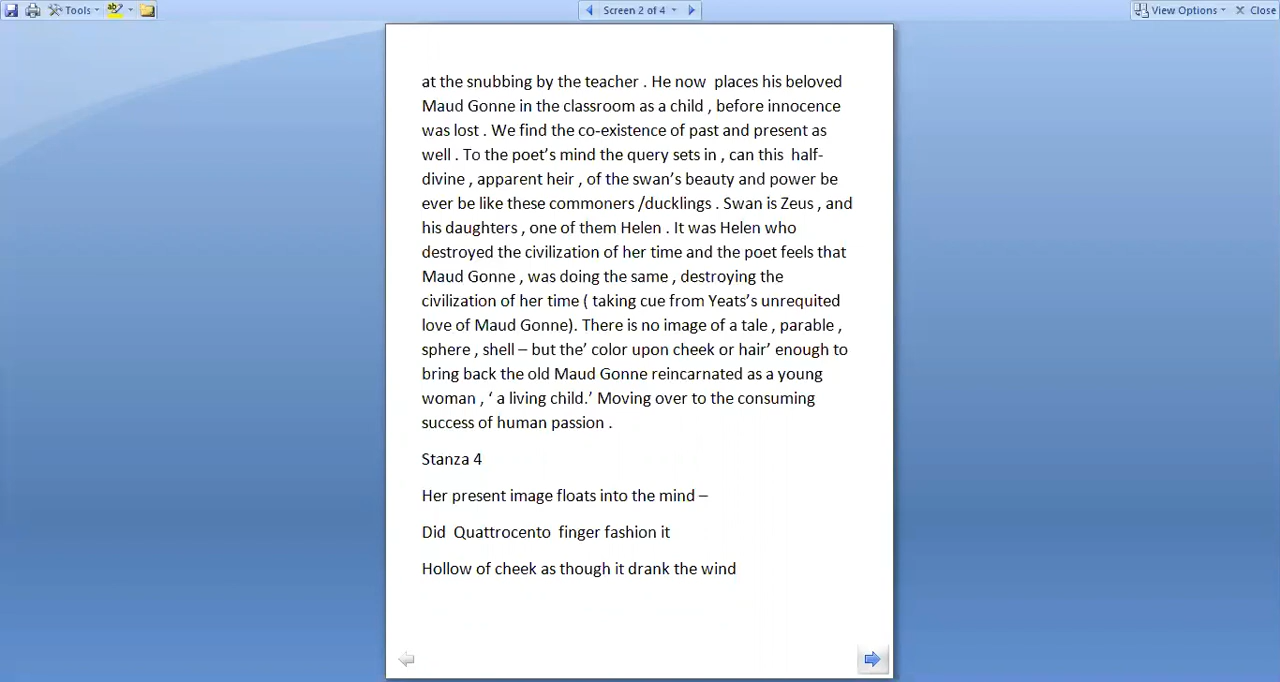 Tools
Screen 2 of 4
View Options
Close
at the snubbing by the teacher . He now  places his beloved
Maud Gonne in the classroom as a child , before innocence
was lost . We find the co-existence of past and present as
well . To the poet’s mind the query sets in , can this  half-
divine , apparent heir , of the swan’s beauty and power be
ever be like these commoners /ducklings . Swan is Zeus , and
his daughters , one of them Helen . It was Helen who
destroyed the civilization of her time and the poet feels that
Maud Gonne , was doing the same , destroying the
civilization of her time ( taking cue from Yeats’s unrequited
love of Maud Gonne). There is no image of a tale , parable ,
sphere , shell – but the’ color upon cheek or hair’ enough to
bring back the old Maud Gonne reincarnated as a young
woman , ‘ a living child.’ Moving over to the consuming
success of human passion .
Stanza 4
Her present image floats into the mind –
Did  Quattrocento  finger fashion it
Hollow of cheek as though it drank the wind